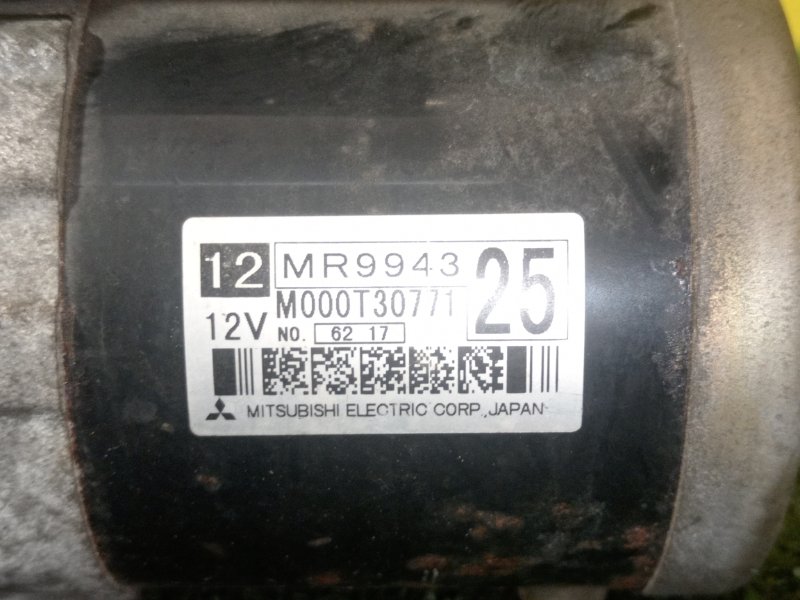 12 MR9943 25
M000T30771
12V NO. 62 17
MITSUBISHI ELECTRIC CORP., JAPAN